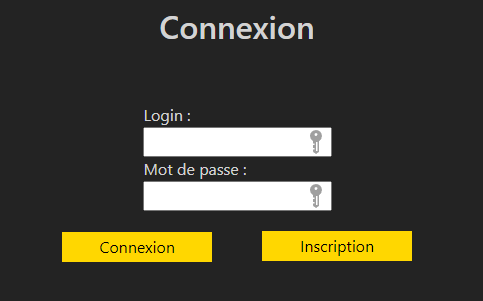 Connexion
Login :
Mot de passe :
Connexion
Inscription